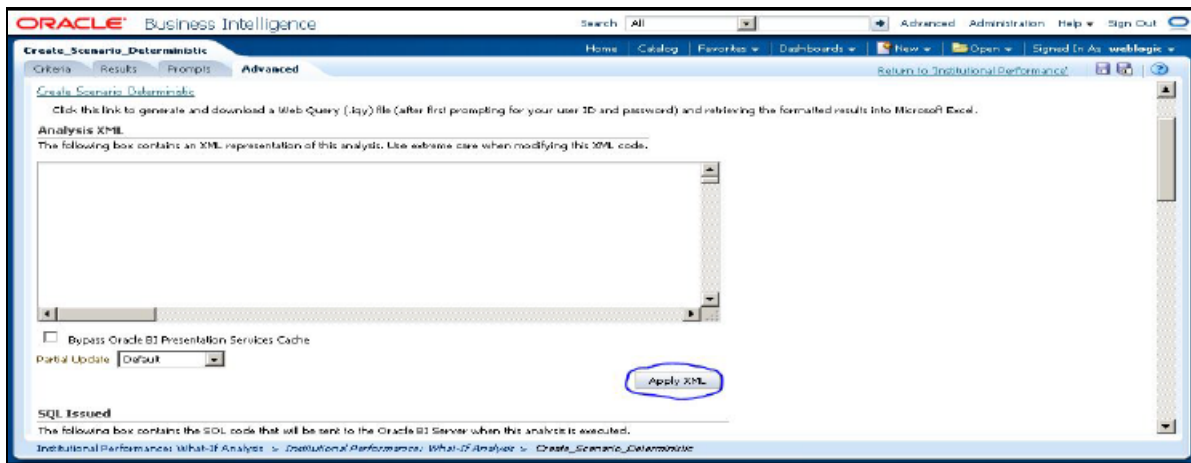 ORACLE Business Intelligence Search All Advanced Administration Help Sign Out
Create_Scenario_Deterministic Home Catalog Favorites Dashboards New Open Signed In As weblogic
Criteria Results Prompts Advanced Return to 'Institutional Performance' 
Create Scenario Deterministic
Click this link to generate and download a Web Query (.iqy) file (after first prompting for your user ID and password) and retrieving the formatted results into Microsoft Excel.
Analysis XML
The following box contains an XML representation of this analysis. Use extreme care when modifying this XML code.
Bypass Oracle BI Presentation Services Cache
Partial Update Default
Apply XML
SQL Issued
The following box contains the SQL code that will be sent to the Oracle BI Server when this analysis is executed.
Institutional Performance: What-If Analysis > Institutional Performance: What-If Analysis > Create_Scenario_Deterministic